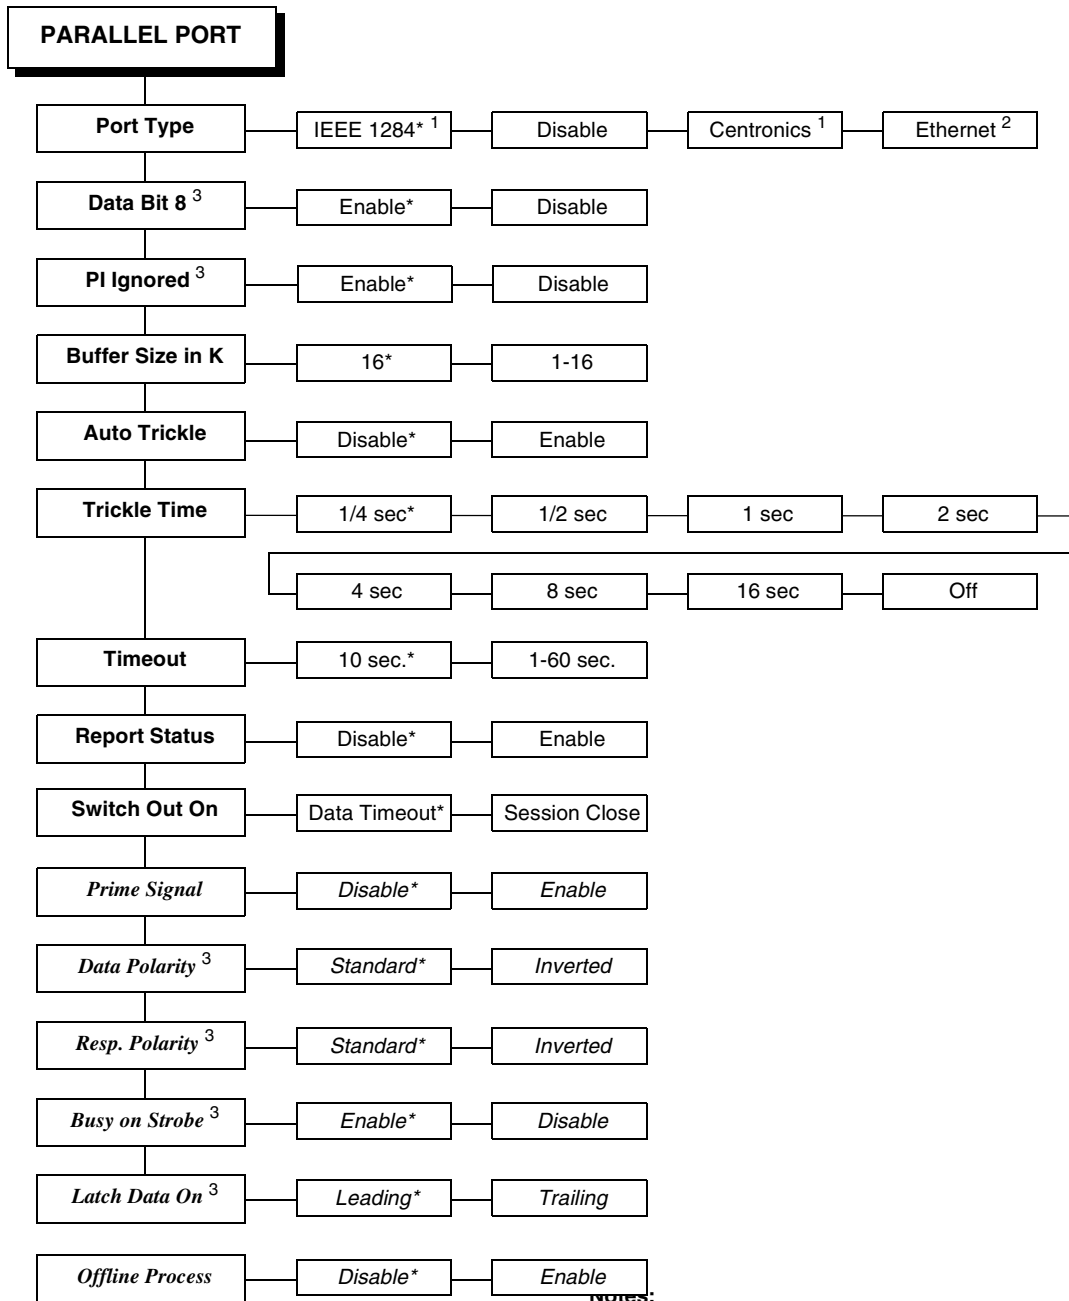 PARALLEL PORT
Port Type IEEE 1284* 1 Disable Centronics 1 Ethernet 2
Data Bit 8 3 Enable* Disable
PI Ignored 3 Enable* Disable
Buffer Size in K 16* 1-16
Auto Trickle Disable* Enable
Trickle Time 1/4 sec* 1/2 sec 1 sec 2 sec
4 sec 8 sec 16 sec Off
Timeout 10 sec.* 1-60 sec.
Report Status Disable* Enable
Switch Out On Data Timeout* Session Close
Prime Signal Disable* Enable
Data Polarity 3 Standard* Inverted
Resp. Polarity 3 Standard* Inverted
Busy on Strobe 3 Enable* Disable
Latch Data On 3 Leading* Trailing
Offline Process Disable* Enable
Notes: